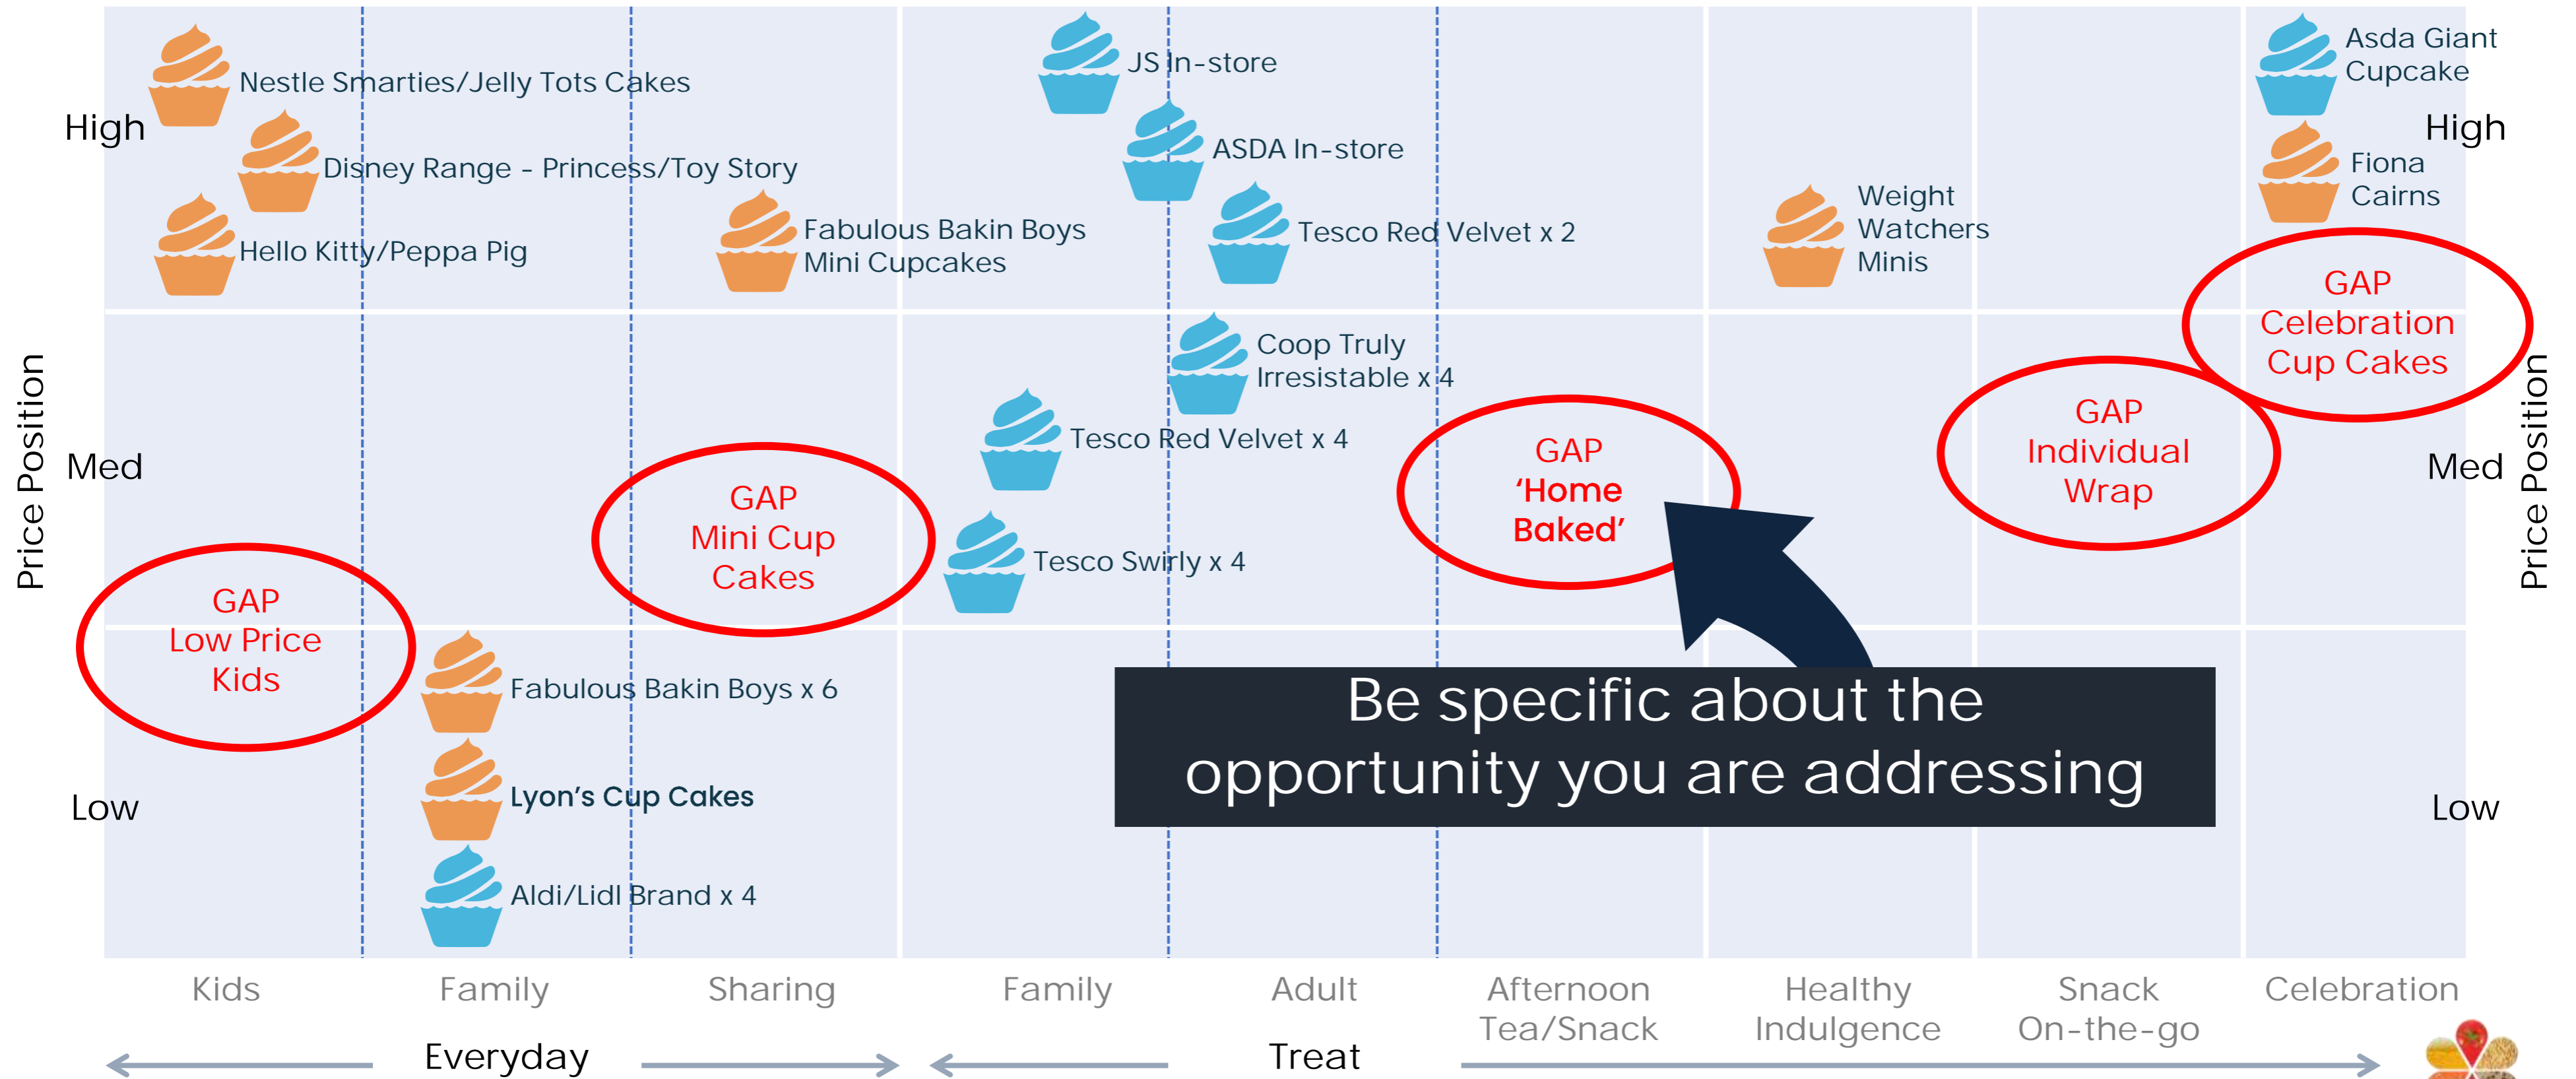 Nestle Smarties/Jelly Tots Cakes
JS In-store
Asda Giant
Cupcake
High
High
Disney Range - Princess/Toy Story
ASDA In-store
Fiona
Cairns
Hello Kitty/Peppa Pig
Fabulous Bakin Boys
Mini Cupcakes
Tesco Red Velvet x 2
Weight
Watchers
Minis
GAP
Celebration
Cup Cakes
Coop Truly
Irresistable x 4
Price Position
Med
Tesco Red Velvet x 4
GAP
Mini Cup
Cakes
GAP
‘Home
Baked’
GAP
Individual
Wrap
Med
Price Position
Tesco Swirly x 4
GAP
Low Price
Kids
Fabulous Bakin Boys x 6
Be specific about the
opportunity you are addressing
Low
Lyon’s Cup Cakes
Low
Aldi/Lidl Brand x 4
Kids
Family
Sharing
Family
Adult
Afternoon
Tea/Snack
Healthy
Indulgence
Snack
On-the-go
Celebration
Everyday
Treat